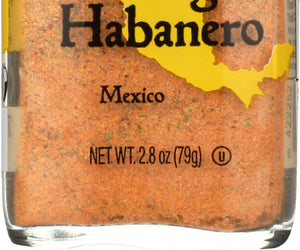 Habanero
Mexico
NET WT. 2.8 oz (79g) U